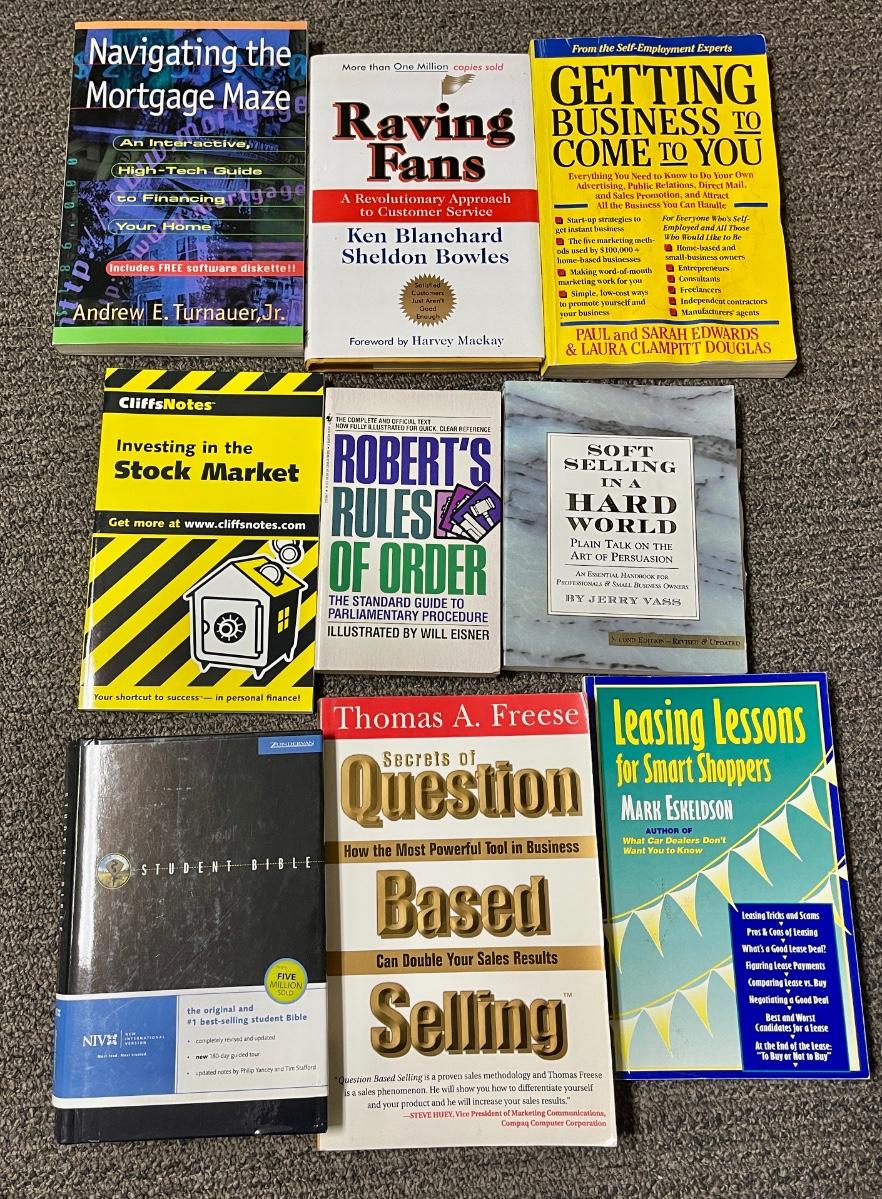 Navigating the
Mortgage Maze
An Interactive,
High-Tech Guide
to Financing
Your Home
Includes FREE software diskette!!
Andrew E. Turnauer, Jr.
More than One Million copies sold
Raving
Fans
A Revolutionary Approach
to Customer Service
Ken Blanchard
Sheldon Bowles
Satisfied
Customers
Just Aren't
Good
Enough
Foreword by Harvey Mackay
From the Self-Employment Experts
GETTING
BUSINESS TO
COME TO YOU
Everything You Need to Know to Do Your Own
Advertising, Public Relations, Direct Mail,
and Sales Promotion, and Attract
All the Business You Can Handle
Start-up strategies to
get instant business
The five marketing meth-
ods used by $100,000+
home-based businesses
Making word-of-mouth
marketing work for you
Simple, low-cost ways
to promote yourself and
your business
For Everyone Who's Self-
Employed and All Those
Who Would Like to Be
Home-based and
small-business owners
Entrepreneurs
Consultants
Freelancers
Independent contractors
Manufacturers' agents
PAUL and SARAH EDWARDS
& LAURA CLAMPITT DOUGLAS
CliffsNotes™
Investing in the
Stock Market
Get more at www.cliffsnotes.com
Your shortcut to success™— in personal finance!
THE COMPLETE AND OFFICIAL TEXT
NOW FULLY ILLUSTRATED FOR QUICK, CLEAR REFERENCE
ROBERT'S
RULES
OF ORDER
THE STANDARD GUIDE TO
PARLIAMENTARY PROCEDURE
ILLUSTRATED BY WILL EISNER
SOFT
SELLING
IN A
HARD
WORLD
PLAIN TALK ON THE
ART OF PERSUASION
AN ESSENTIAL HANDBOOK FOR
PROFESSIONALS & SMALL BUSINESS OWNERS
BY JERRY VASS
SECOND EDITION—REVISED & UPDATED
ZONDERVAN
STUDENT BIBLE
FIVE
MILLION
SOLD
NIV
NEW
INTERNATIONAL
VERSION
Most read. Most trusted.
the original and
#1 best-selling student Bible
• completely revised and updated
• new 180-day guided tour
• updated notes by Philip Yancey and Tim Stafford
Thomas A. Freese
Secrets of
Question
How the Most Powerful Tool in Business
Based
Can Double Your Sales Results
Selling™
"Question Based Selling is a proven sales methodology and Thomas Freese
is a sales phenomenon. He will show you how to differentiate yourself
and your product and he will increase your sales results."
—STEVE HUEY, Vice President of Marketing Communications,
Compaq Computer Corporation
Leasing Lessons
for Smart Shoppers
MARK ESKELDSON
AUTHOR OF
What Car Dealers Don't
Want You to Know
Leasing Tricks and Scams
Pros & Cons of Leasing
What's a Good Lease Deal?
Figuring Lease Payments
Comparing Lease vs. Buy
Negotiating a Good Deal
Best and Worst
Candidates for a Lease
At the End of the Lease:
"To Buy or Not to Buy"